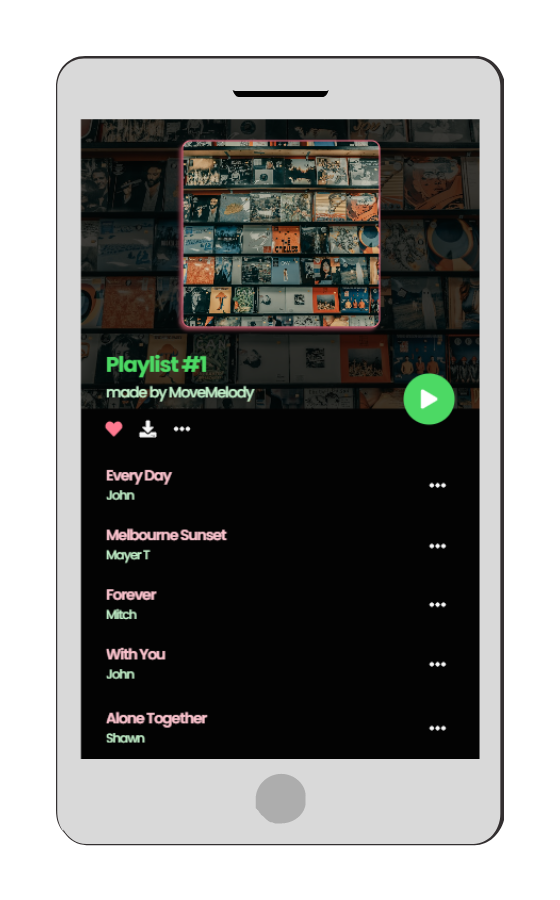 Playlist #1
made by MoveMelody
Every Day
John
Melbourne Sunset
Mayer T
Forever
Mitch
With You
John
Alone Together
Shawn